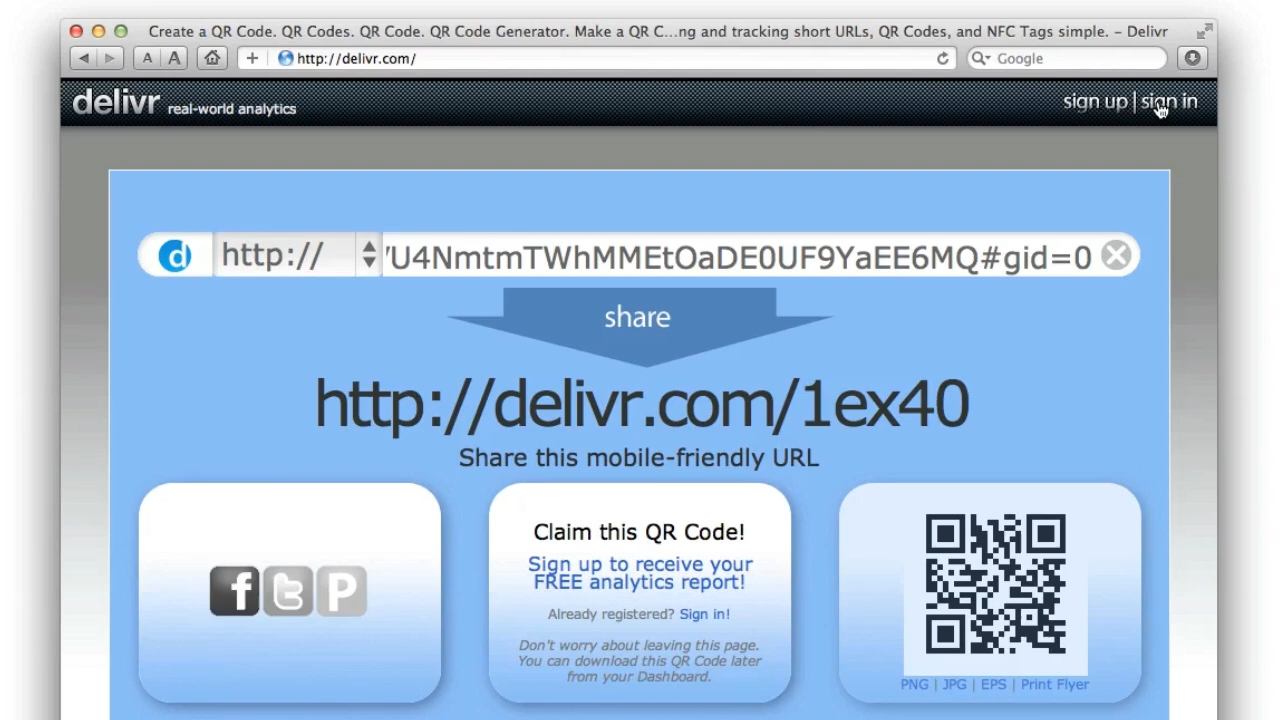 Create a QR Code. QR Codes. QR Code. QR Code Generator. Make a QR C...ng and tracking short URLs, QR Codes, and NFC Tags simple. – Delivr
A A + http://delivr.com/ Google
delivr real-world analytics sign up | sign in
d http:// U4NmtmTWhMMEtOaDE0UF9YaEE6MQ#gid=0
share
http://delivr.com/1ex40
Share this mobile-friendly URL
f t P
Claim this QR Code!
Sign up to receive your
FREE analytics report!
Already registered? Sign in!
Don't worry about leaving this page.
You can download this QR Code later
from your Dashboard.
PNG | JPG | EPS | Print Flyer